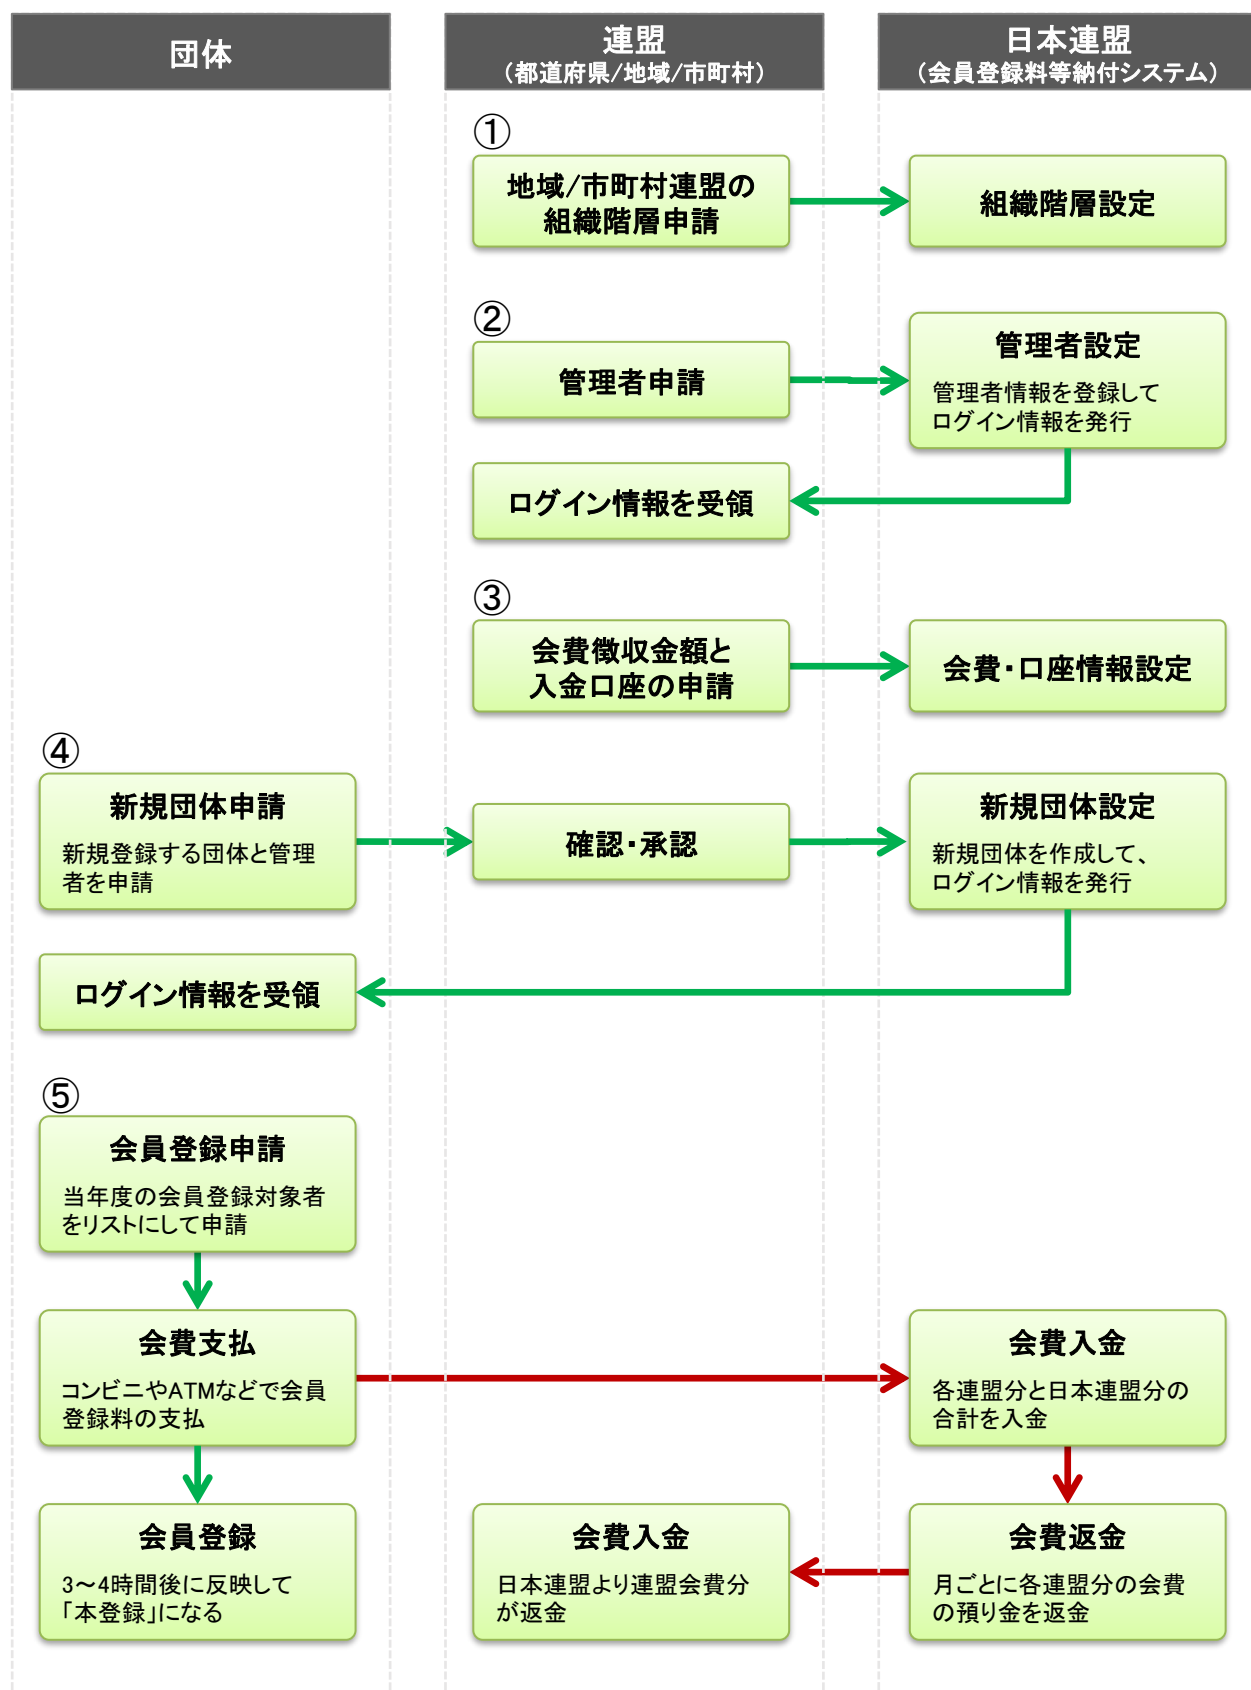 団体
連盟
（都道府県/地域/市町村）
日本連盟
（会員登録料等納付システム）
①
地域/市町村連盟の
組織階層申請
組織階層設定
②
管理者申請
管理者設定
管理者情報を登録して
ログイン情報を発行
ログイン情報を受領
③
会費徴収金額と
入金口座の申請
会費・口座情報設定
④
新規団体申請
新規登録する団体と管理
者を申請
確認・承認
新規団体設定
新規団体を作成して、
ログイン情報を発行
ログイン情報を受領
⑤
会員登録申請
当年度の会員登録対象者
をリストにして申請
会費支払
コンビニやATMなどで会員
登録料の支払
会費入金
各連盟分と日本連盟分の
合計を入金
会員登録
3～4時間後に反映して
「本登録」になる
会費入金
日本連盟より連盟会費分
が返金
会費返金
月ごとに各連盟分の会費
の預り金を返金